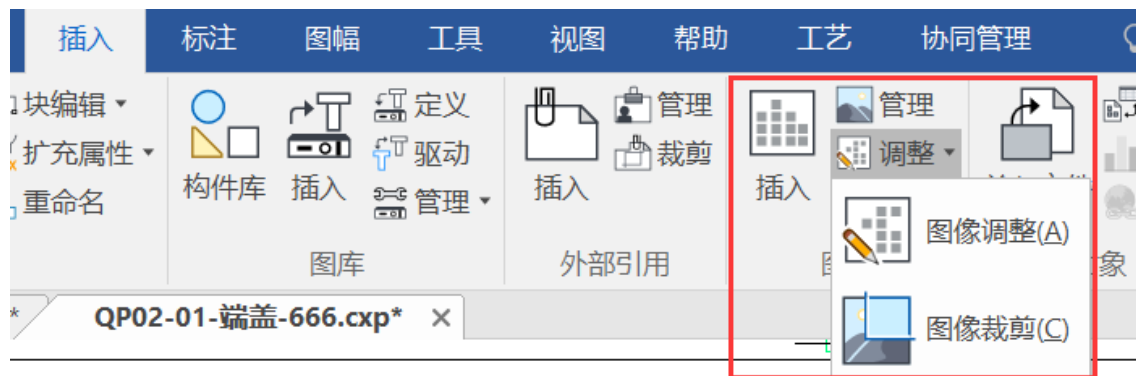 插入 标注 图幅 工具 视图 帮助 工艺 协同管理
块编辑 定义 管理 管理
扩充属性 驱动 裁剪 调整
构件库 插入 插入 插入
重命名 管理
图像调整(A)
图库 外部引用 象
QP02-01-端盖-666.cxp*
图像裁剪(C)